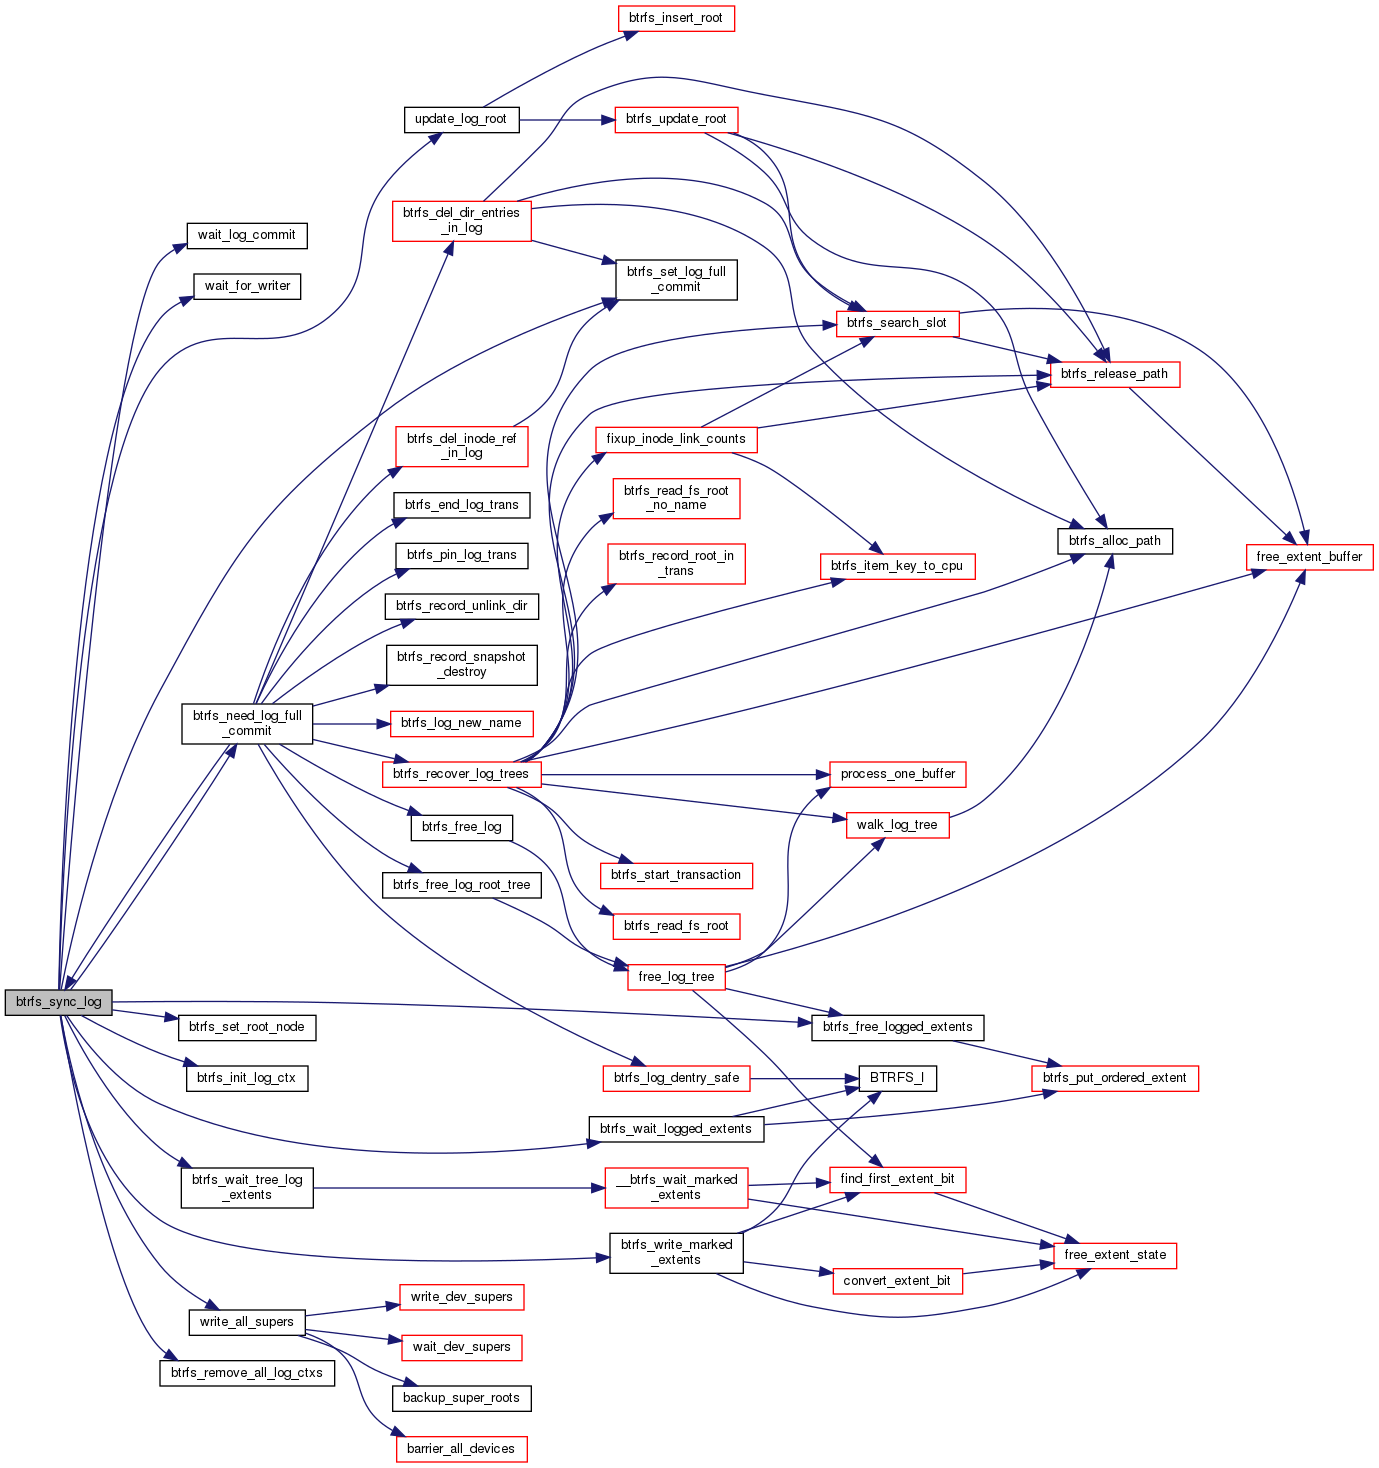 btrfs_insert_root
update_log_root
btrfs_update_root
btrfs_del_dir_entries
_in_log
wait_log_commit
wait_for_writer
btrfs_set_log_full
_commit
btrfs_search_slot
btrfs_release_path
btrfs_del_inode_ref
_in_log
fixup_inode_link_counts
btrfs_end_log_trans
btrfs_read_fs_root
_no_name
btrfs_pin_log_trans
btrfs_record_root_in
_trans
btrfs_alloc_path
free_extent_buffer
btrfs_item_key_to_cpu
btrfs_record_unlink_dir
btrfs_record_snapshot
_destroy
btrfs_need_log_full
_commit
btrfs_log_new_name
btrfs_recover_log_trees
process_one_buffer
btrfs_free_log
walk_log_tree
btrfs_free_log_root_tree
btrfs_start_transaction
btrfs_read_fs_root
free_log_tree
btrfs_sync_log
btrfs_set_root_node
btrfs_free_logged_extents
btrfs_init_log_ctx
btrfs_log_dentry_safe
BTRFS_I
btrfs_put_ordered_extent
btrfs_wait_logged_extents
btrfs_wait_tree_log
_extents
__btrfs_wait_marked
_extents
find_first_extent_bit
btrfs_write_marked
_extents
free_extent_state
convert_extent_bit
write_all_supers
write_dev_supers
wait_dev_supers
btrfs_remove_all_log_ctxs
backup_super_roots
barrier_all_devices